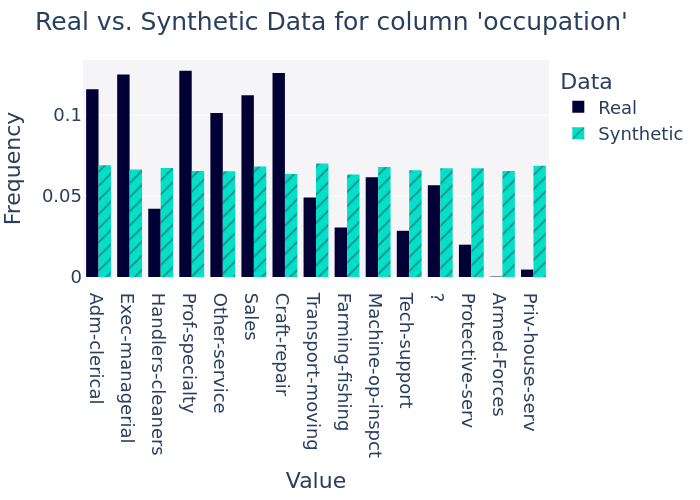 Real vs. Synthetic Data for column 'occupation'
Data
Real
Synthetic
Frequency
0.1
0.05
0
Adm-clerical
Exec-managerial
Handlers-cleaners
Prof-specialty
Other-service
Sales
Craft-repair
Transport-moving
Farming-fishing
Machine-op-inspct
Tech-support
?
Protective-serv
Armed-Forces
Priv-house-serv
Value